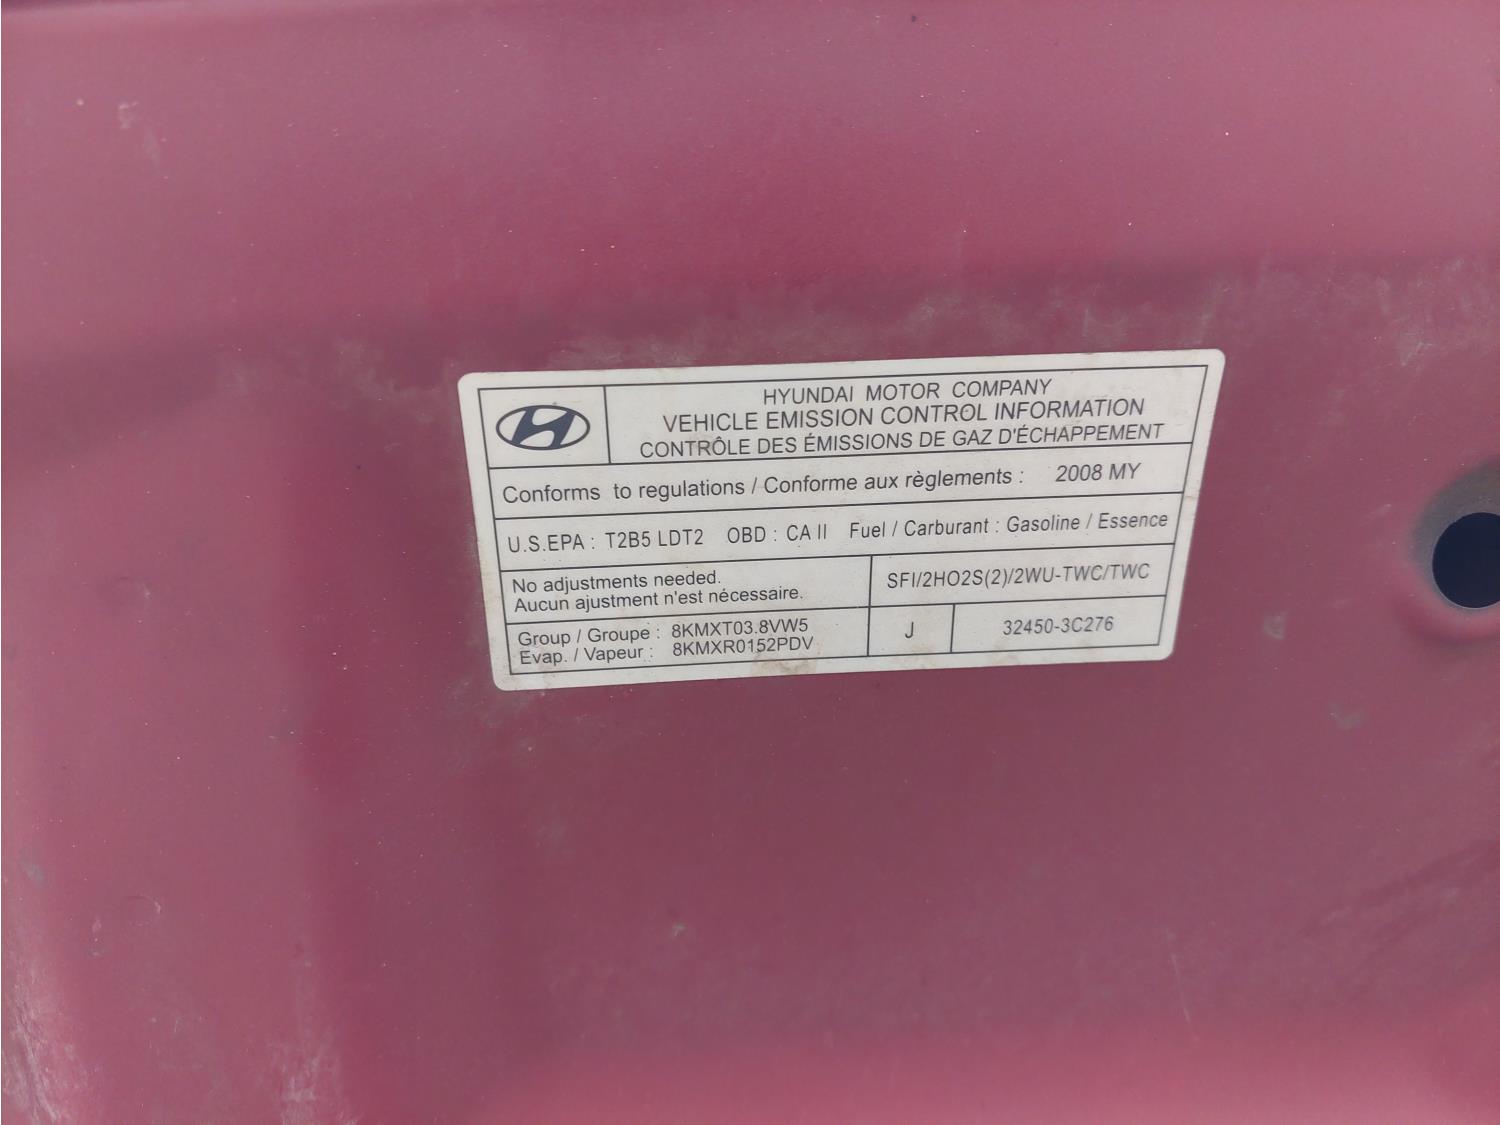 HYUNDAI MOTOR COMPANY
VEHICLE EMISSION CONTROL INFORMATION
CONTRÔLE DES ÉMISSIONS DE GAZ D'ÉCHAPPEMENT
Conforms to regulations / Conforme aux règlements : 2008 MY
U.S.EPA : T2B5 LDT2 OBD : CA II Fuel / Carburant : Gasoline / Essence
No adjustments needed.
Aucun ajustment n'est nécessaire.
SFI/2HO2S(2)/2WU-TWC/TWC
Group / Groupe : 8KMXT03.8VW5
Evap. / Vapeur : 8KMXR0152PDV
J
32450-3C276